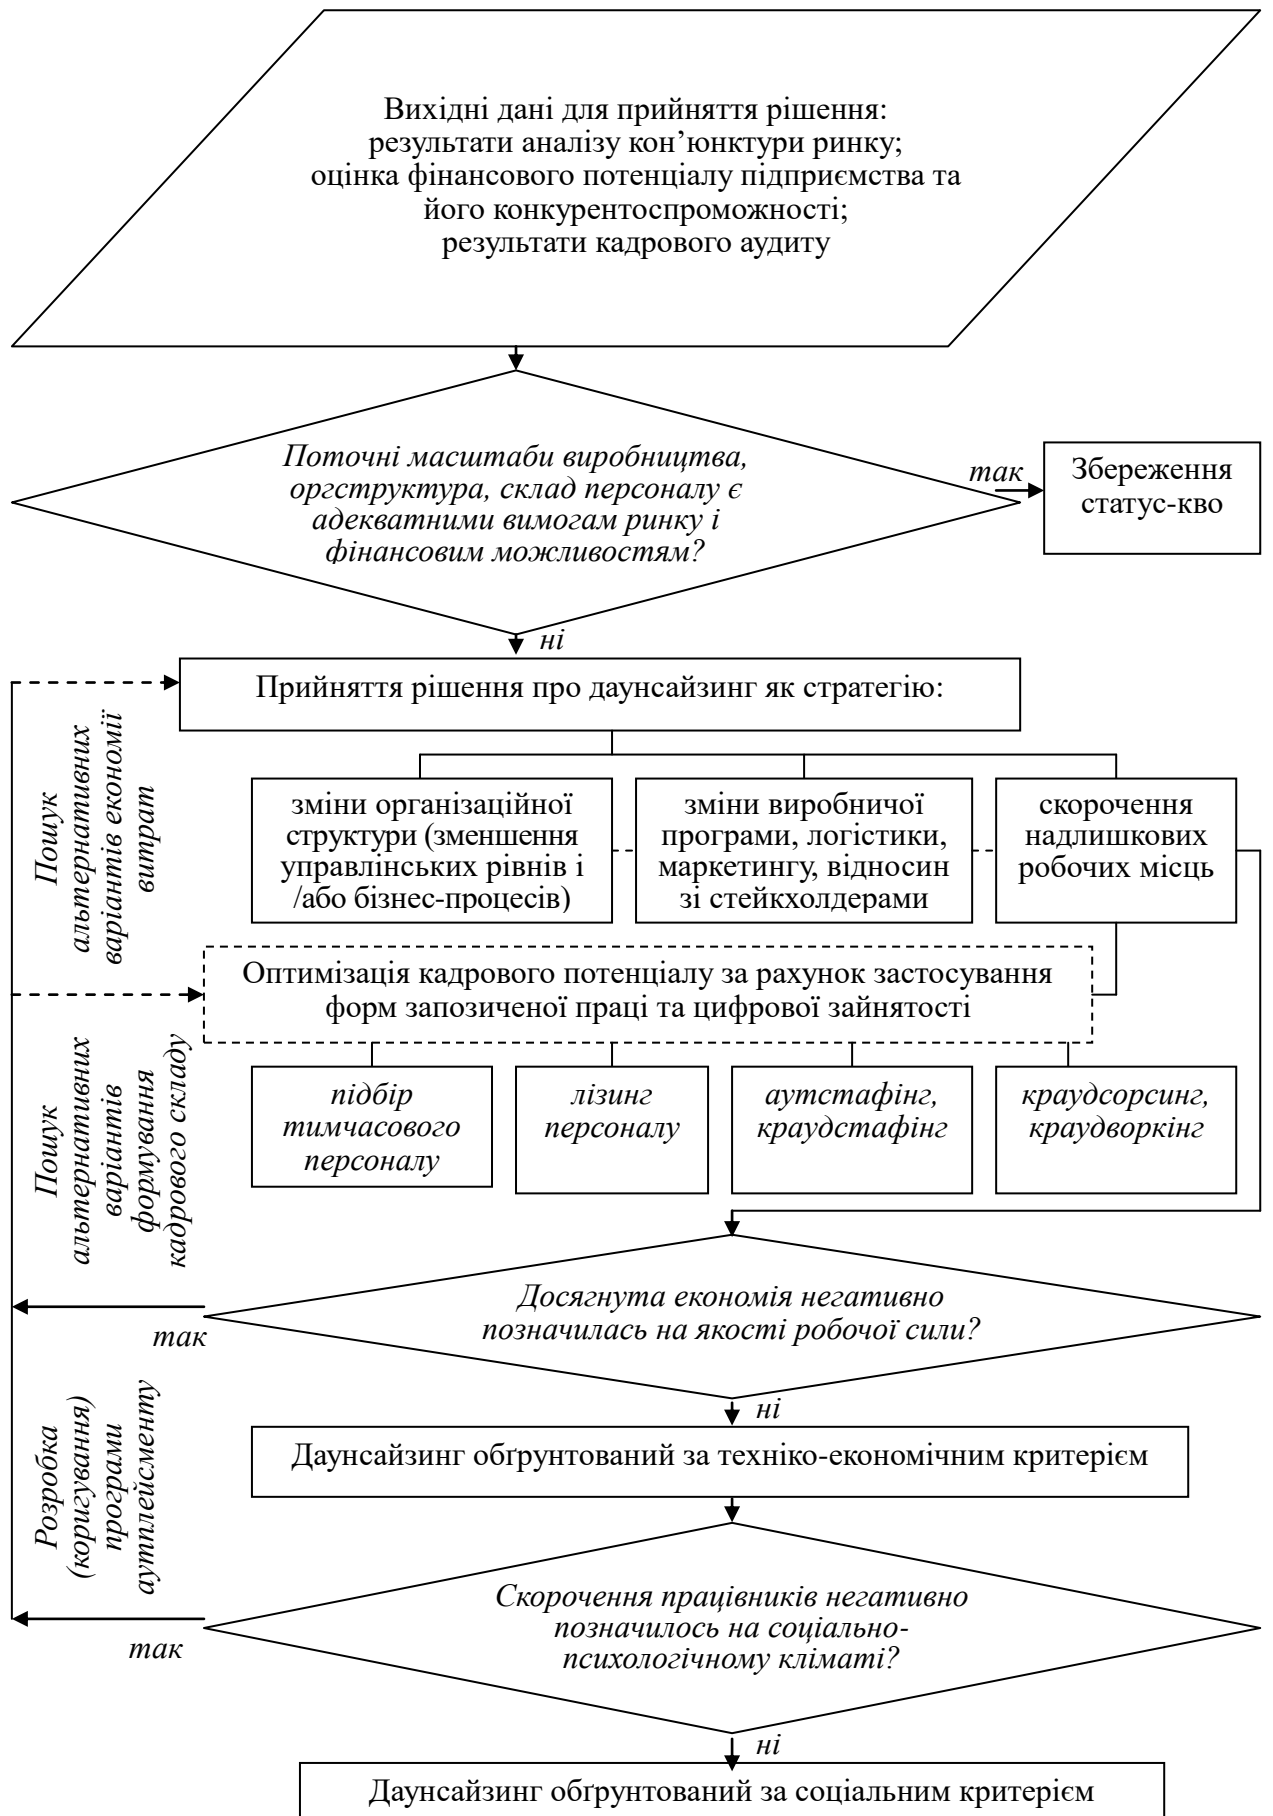 Вихідні дані для прийняття рішення:
результати аналізу кон’юнктури ринку;
оцінка фінансового потенціалу підприємства та
його конкурентоспроможності;
результати кадрового аудиту
Поточні масштаби виробництва,
оргструктура, склад персоналу є
адекватними вимогам ринку і
фінансовим можливостям?
так
Збереження
статус-кво
ні
Прийняття рішення про даунсайзинг як стратегію:
Пошук
альтернативних
варіантів економії
витрат
зміни організаційної
структури (зменшення
управлінських рівнів і
/або бізнес-процесів)
зміни виробничої
програми, логістики,
маркетингу, відносин
зі стейкхолдерами
скорочення
надлишкових
робочих місць
Оптимізація кадрового потенціалу за рахунок застосування
форм запозиченої праці та цифрової зайнятості
Пошук
альтернативних
варіантів
формування
кадрового складу
підбір
тимчасового
персоналу
лізинг
персоналу
аутстафінг,
краудстафінг
краудсорсинг,
краудворкінг
Досягнута економія негативно
позначилась на якості робочої сили?
так
ні
Даунсайзинг обґрунтований за техніко-економічним критерієм
Розробка
(коригування)
програми
аутплейсменту
Скорочення працівників негативно
позначилось на соціально-
психологічному кліматі?
так
ні
Даунсайзинг обґрунтований за соціальним критерієм